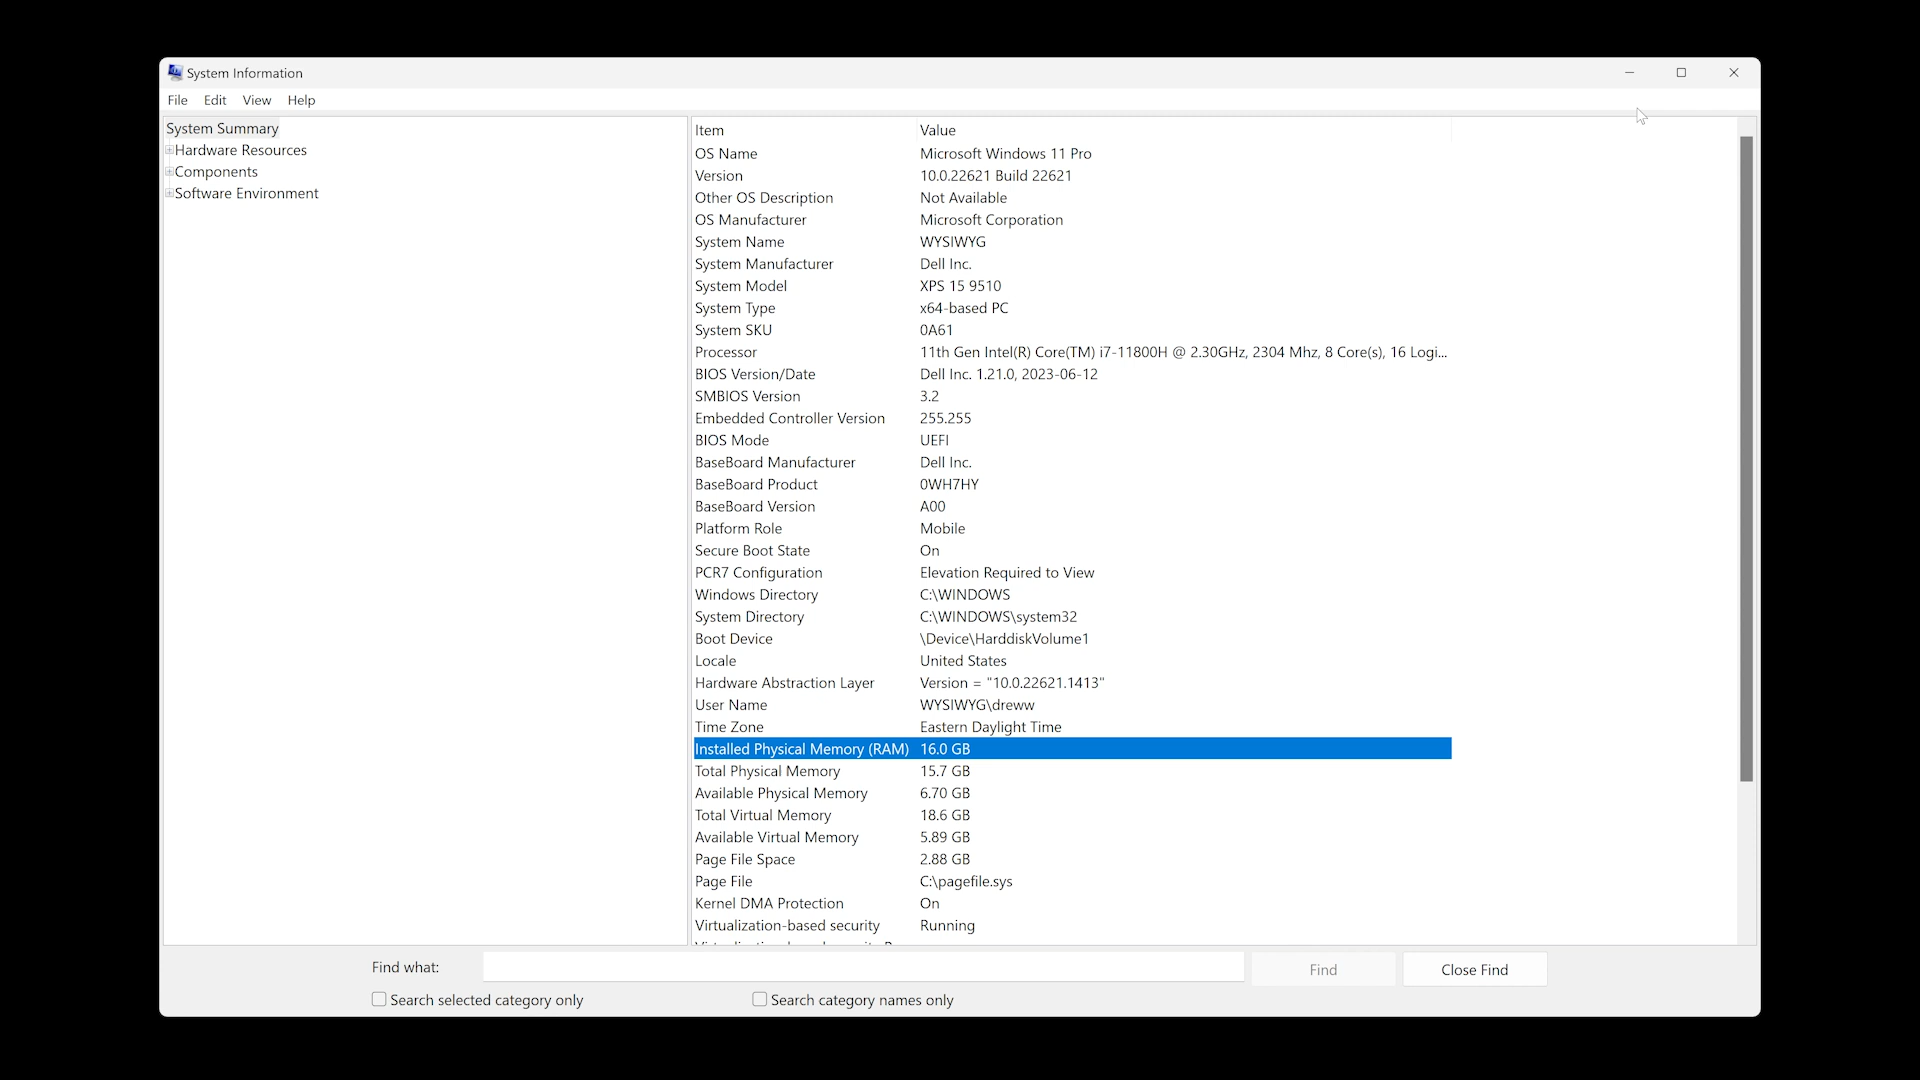 System Information
File Edit View Help
System Summary
Hardware Resources
Components
Software Environment
Item Value
OS Name Microsoft Windows 11 Pro
Version 10.0.22621 Build 22621
Other OS Description Not Available
OS Manufacturer Microsoft Corporation
System Name WYSIWYG
System Manufacturer Dell Inc.
System Model XPS 15 9510
System Type x64-based PC
System SKU 0A61
Processor 11th Gen Intel(R) Core(TM) i7-11800H @ 2.30GHz, 2304 Mhz, 8 Core(s), 16 Logi...
BIOS Version/Date Dell Inc. 1.21.0, 2023-06-12
SMBIOS Version 3.2
Embedded Controller Version 255.255
BIOS Mode UEFI
BaseBoard Manufacturer Dell Inc.
BaseBoard Product 0WH7HY
BaseBoard Version A00
Platform Role Mobile
Secure Boot State On
PCR7 Configuration Elevation Required to View
Windows Directory C:\WINDOWS
System Directory C:\WINDOWS\system32
Boot Device \Device\HarddiskVolume1
Locale United States
Hardware Abstraction Layer Version = "10.0.22621.1413"
User Name WYSIWYG\dreww
Time Zone Eastern Daylight Time
Installed Physical Memory (RAM) 16.0 GB
Total Physical Memory 15.7 GB
Available Physical Memory 6.70 GB
Total Virtual Memory 18.6 GB
Available Virtual Memory 5.89 GB
Page File Space 2.88 GB
Page File C:\pagefile.sys
Kernel DMA Protection On
Virtualization-based security Running
Find what: Find Close Find
Search selected category only Search category names only